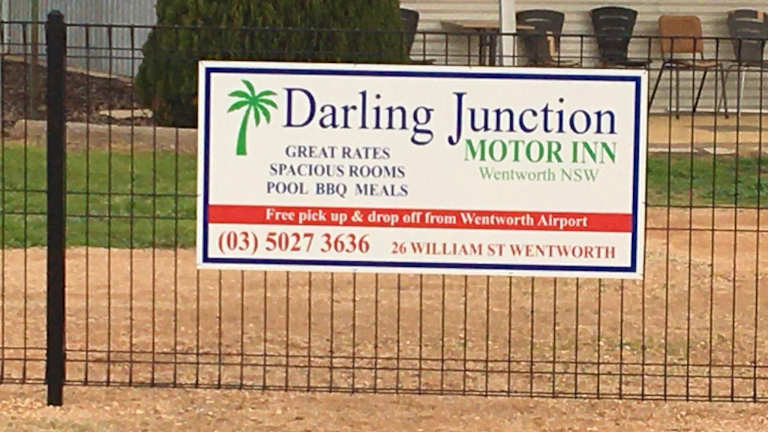 Darling Junction
MOTOR INN
Wentworth NSW
GREAT RATES
SPACIOUS ROOMS
POOL BBQ MEALS
Free pick up & drop off from Wentworth Airport
(03) 5027 3636 26 WILLIAM ST WENTWORTH